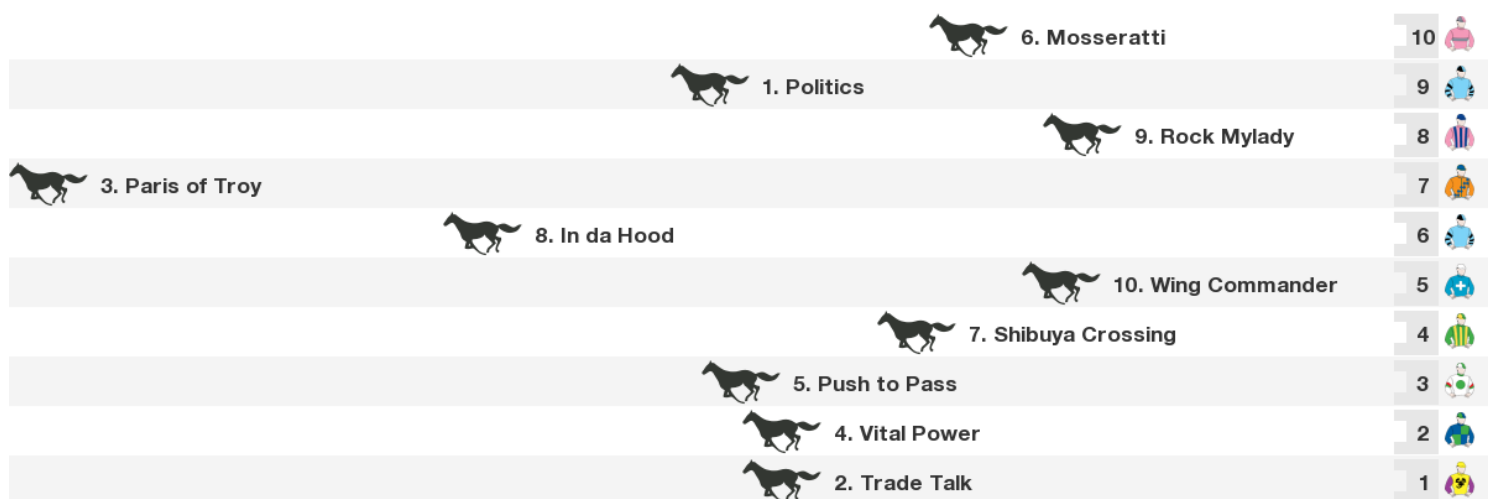 6. Mosseratti 10
1. Politics 9
9. Rock Mylady 8
3. Paris of Troy 7
8. In da Hood 6
10. Wing Commander 5
7. Shibuya Crossing 4
5. Push to Pass 3
4. Vital Power 2
2. Trade Talk 1